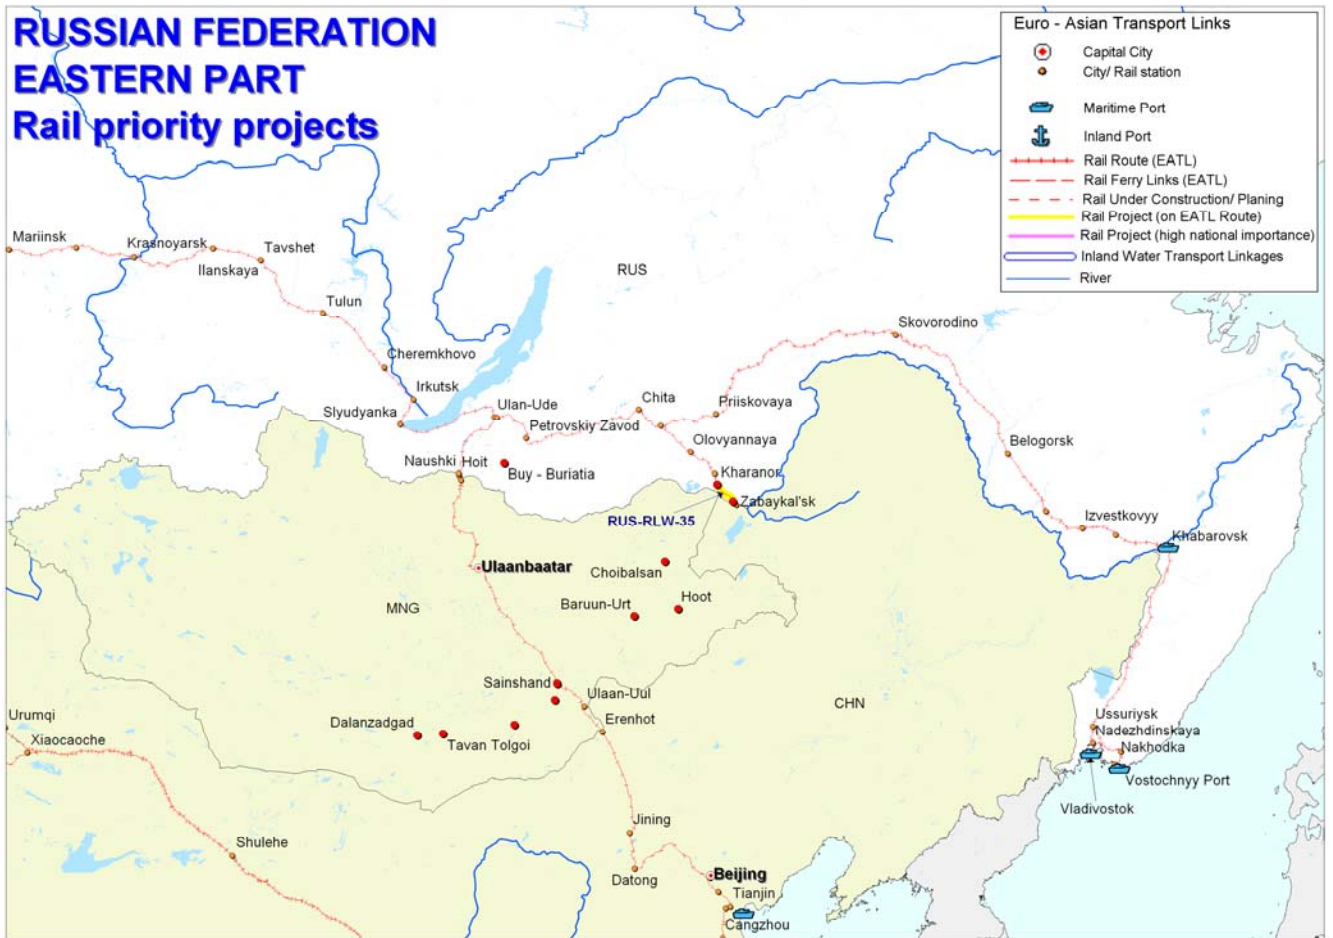 RUSSIAN FEDERATION
EASTERN PART
Rail priority projects
Euro - Asian Transport Links
Capital City
City/ Rail station
Maritime Port
Inland Port
Rail Route (EATL)
Rail Ferry Links (EATL)
Rail Under Construction/ Planing
Rail Project (on EATL Route)
Rail Project (high national importance)
Inland Water Transport Linkages
River
Mariinsk
Krasnoyarsk
Ilanskaya
Tavshet
Tulun
RUS
Skovorodino
Cheremkhovo
Irkutsk
Slyudyanka
Ulan-Ude
Chita
Priiskovaya
Petrovskiy Zavod
Olovyannaya
Belogorsk
Naushki
Hoit
Buy - Buriatia
Kharanor
Zabaykal'sk
RUS-RLW-35
Izvestkovyy
Khabarovsk
Ulaanbaatar
Choibalsan
Hoot
Baruun-Urt
MNG
Sainshand
Ulaan-Uul
CHN
Urumqi
Dalanzadgad
Erenhot
Ussuriysk
Nadezhdinskaya
Xiaocaoche
Tavan Tolgoi
Nakhodka
Vostochnyy Port
Vladivostok
Jining
Shulehe
Datong
Beijing
Tianjin
Cangzhou